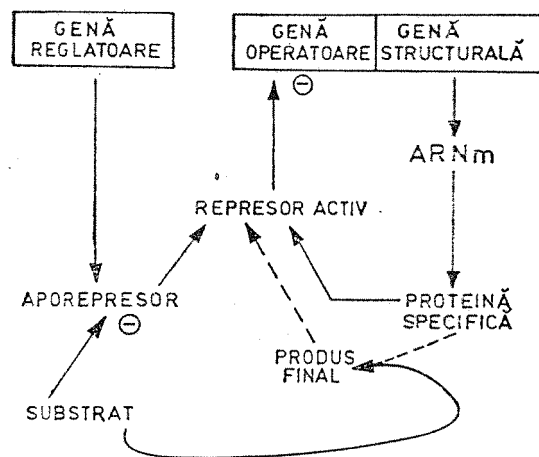 GENĂ
REGLATOARE
GENĂ
OPERATOARE
GENĂ
STRUCTURALĂ
⊖
ARNm
REPRESOR ACTIV
APOREPRESOR
⊖
PROTEINĂ
SPECIFICĂ
PRODUS
FINAL
SUBSTRAT